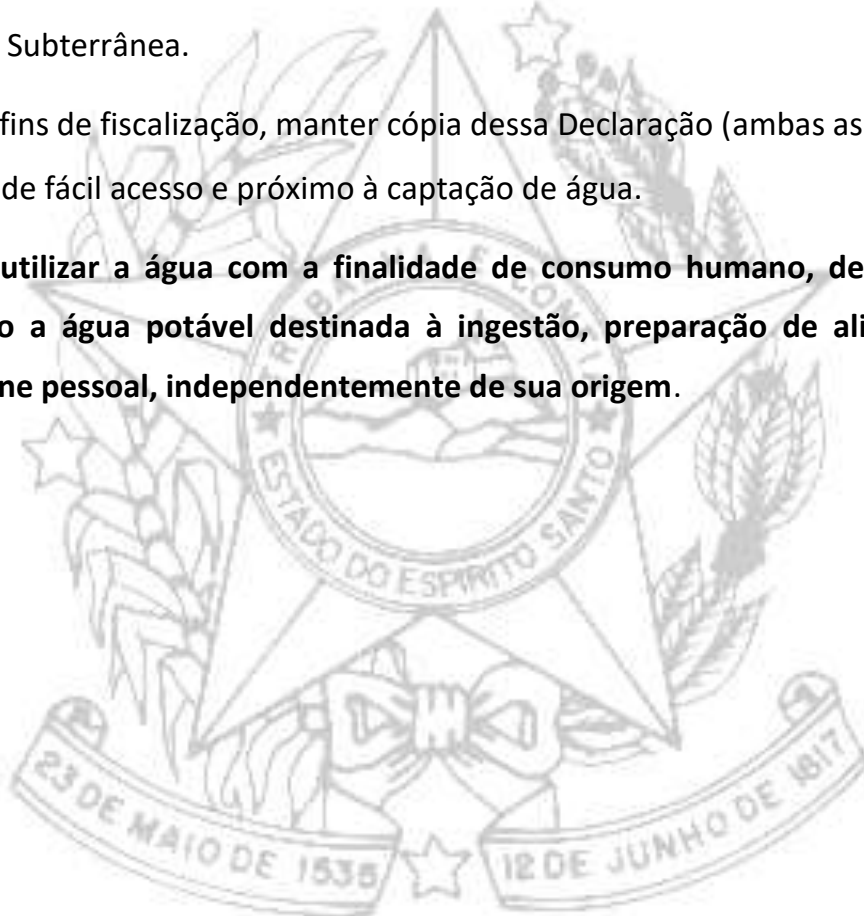 Subterrânea.
fins de fiscalização, manter cópia dessa Declaração (ambas as
de fácil acesso e próximo à captação de água.
utilizar a água com a finalidade de consumo humano, de
o a água potável destinada à ingestão, preparação de ali
ne pessoal, independentemente de sua origem.
ESTADO DO ESPIRITO SANTO
23 DE MAIO DE 1535
12 DE JUNHO DE 1817